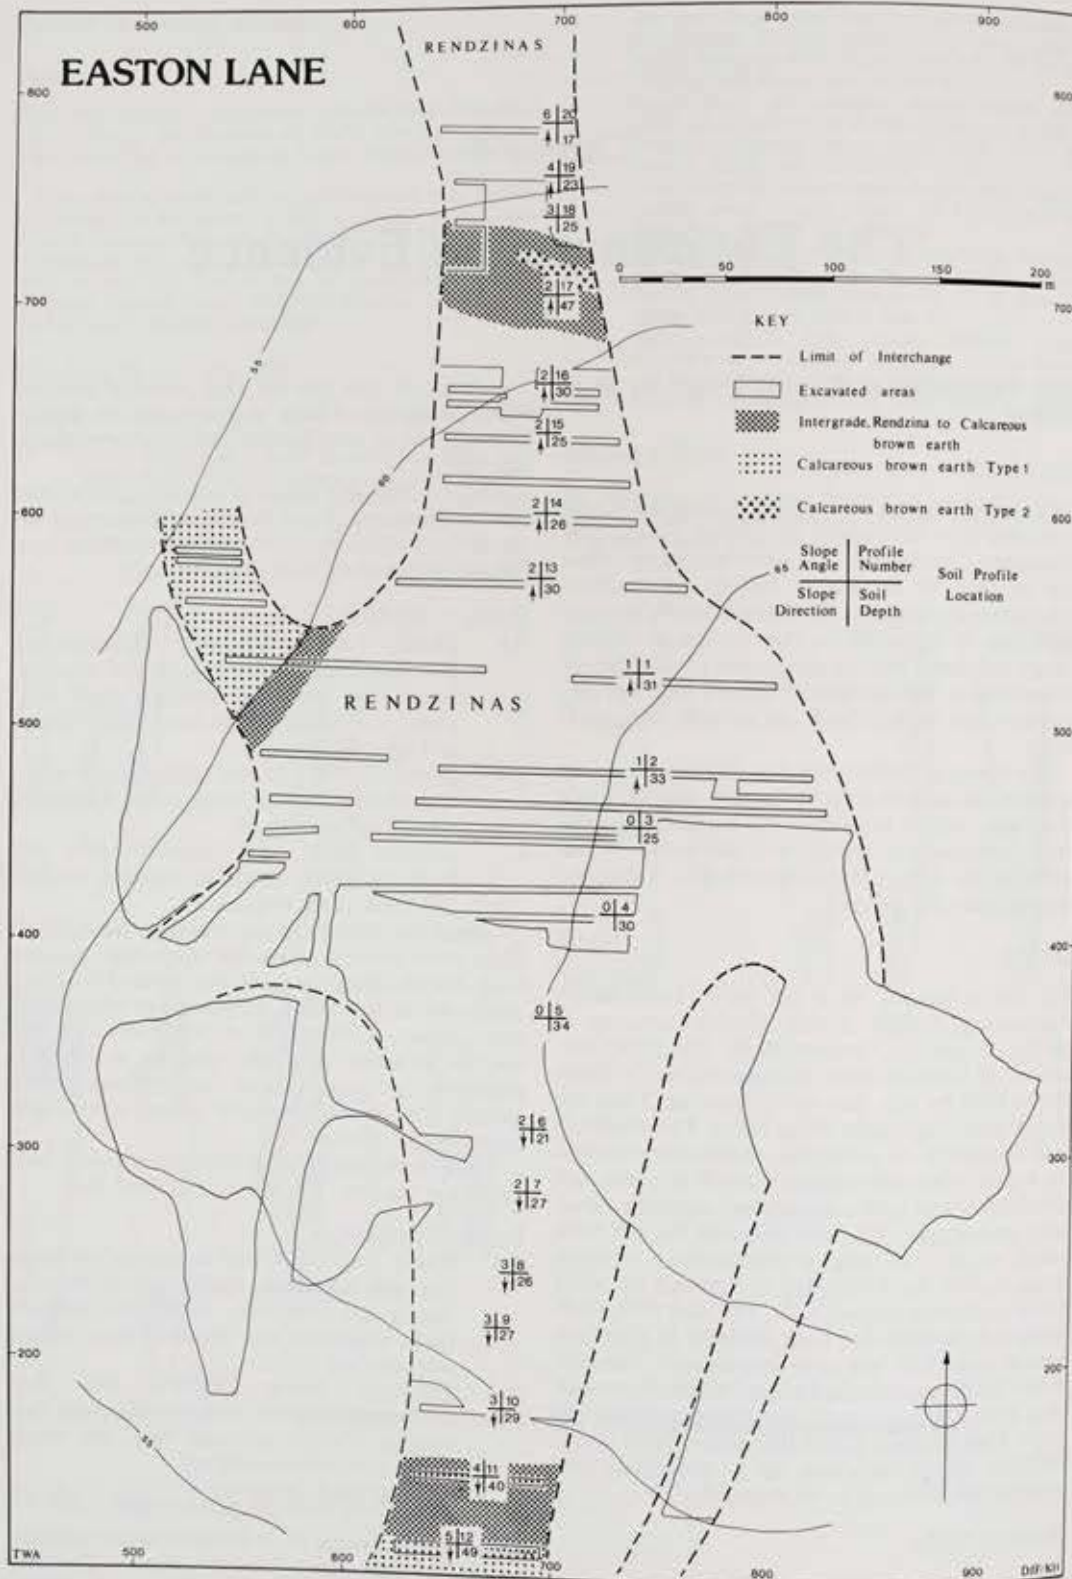 500 600 700 800 900
EASTON LANE
RENDZINAS
800
6 20
17
4 19
23
3 18
25
0 50 100 150 200
m
2 17
47
700 700
KEY
Limit of Interchange
55
2 16
30
Excavated areas
Intergrade, Rendzina to Calcareous
brown earth
2 15
25
Calcareous brown earth Type 1
60
2 14
26
Calcareous brown earth Type 2
600 600
Slope Profile
Angle Number
Soil Profile
Location
Slope Soil
Direction Depth
65
2 13
30
1 1
31
RENDZINAS
500 500
1 2
33
0 3
25
0 4
30
400 400
0 5
34
2 6
21
300 300
2 7
27
3 8
26
3 9
27
200 200
3 10
29
55
4 11
40
5 12
49
TWA
500 600 700 800 900